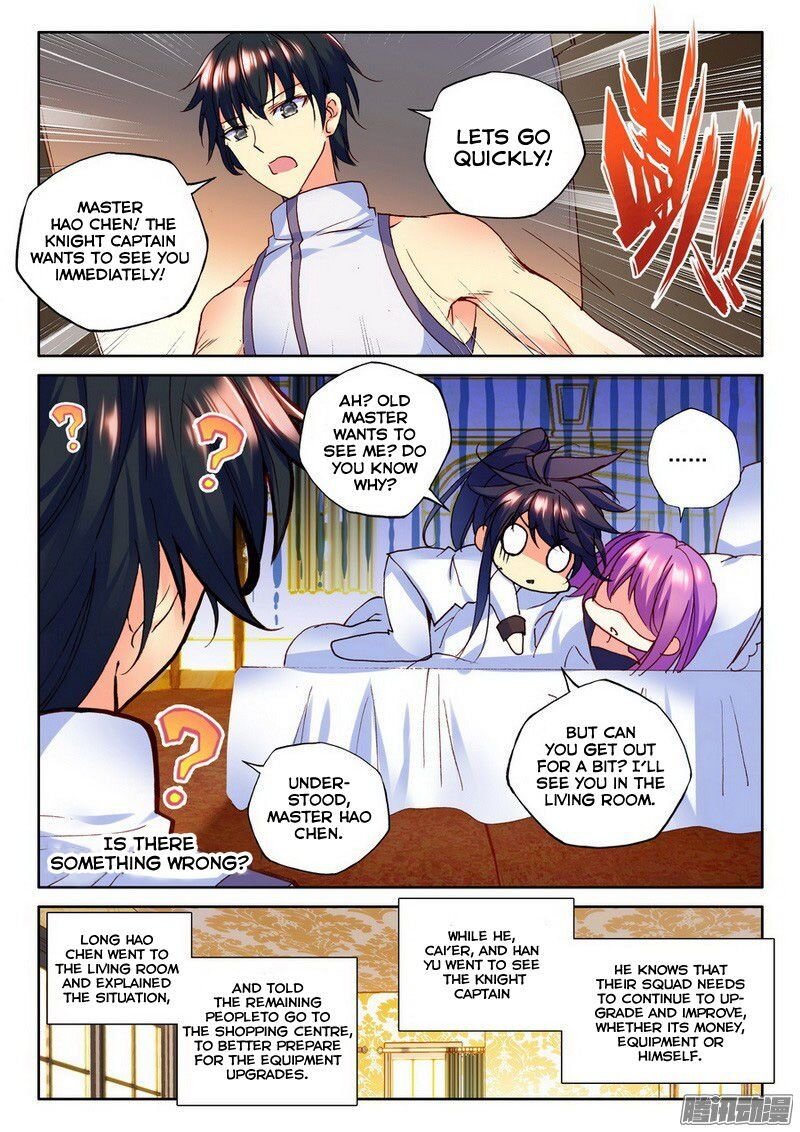 LETS GO
QUICKLY!
MASTER
HAO CHEN! THE
KNIGHT CAPTAIN
WANTS TO SEE YOU
IMMEDIATELY!
AH? OLD
MASTER
WANTS TO
SEE ME? DO
YOU KNOW
WHY?
......
?
?
?
BUT CAN
YOU GET OUT
FOR A BIT? I'LL
SEE YOU IN THE
LIVING ROOM.
UNDER-
STOOD,
MASTER HAO
CHEN.
IS THERE
SOMETHING WRONG?
LONG HAO
CHEN WENT TO
THE LIVING ROOM
AND EXPLAINED
THE SITUATION,
AND TOLD
THE REMAINING
PEOPLETO GO TO
THE SHOPPING CENTRE,
TO BETTER PREPARE
FOR THE EQUIPMENT
UPGRADES.
WHILE HE,
CAI'ER, AND HAN
YU WENT TO SEE
THE KNIGHT
CAPTAIN
HE KNOWS THAT
THEIR SQUAD NEEDS
TO CONTINUE TO UP-
GRADE AND IMPROVE,
WHETHER ITS MONEY,
EQUIPMENT OR
HIMSELF.
腾讯动漫